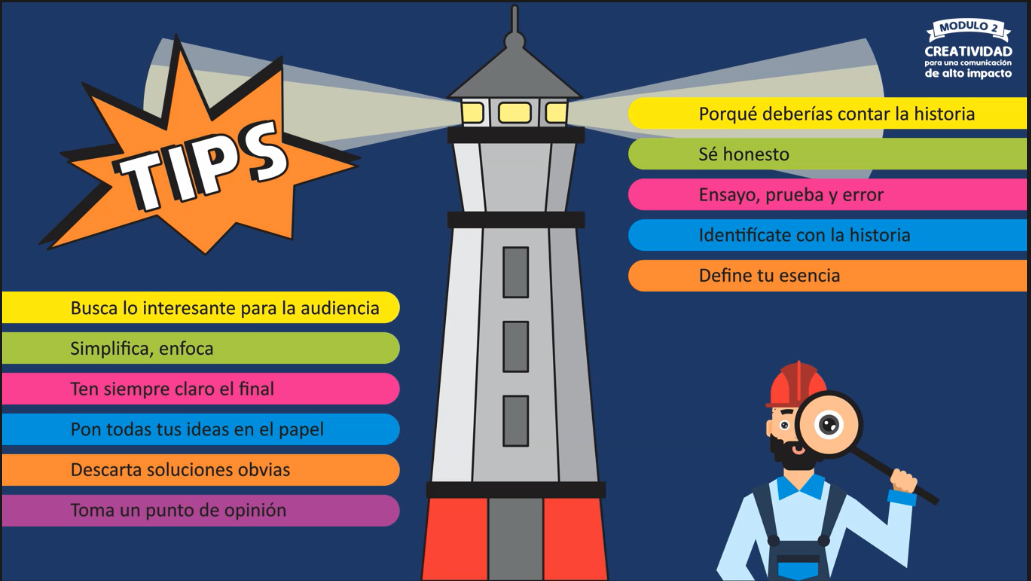 MODULO 2
CREATIVIDAD
para una comunicación
de alto impacto
TIPS
Busca lo interesante para la audiencia
Simplifica, enfoca
Ten siempre claro el final
Pon todas tus ideas en el papel
Descarta soluciones obvias
Toma un punto de opinión
Porqué deberías contar la historia
Sé honesto
Ensayo, prueba y error
Identifícate con la historia
Define tu esencia